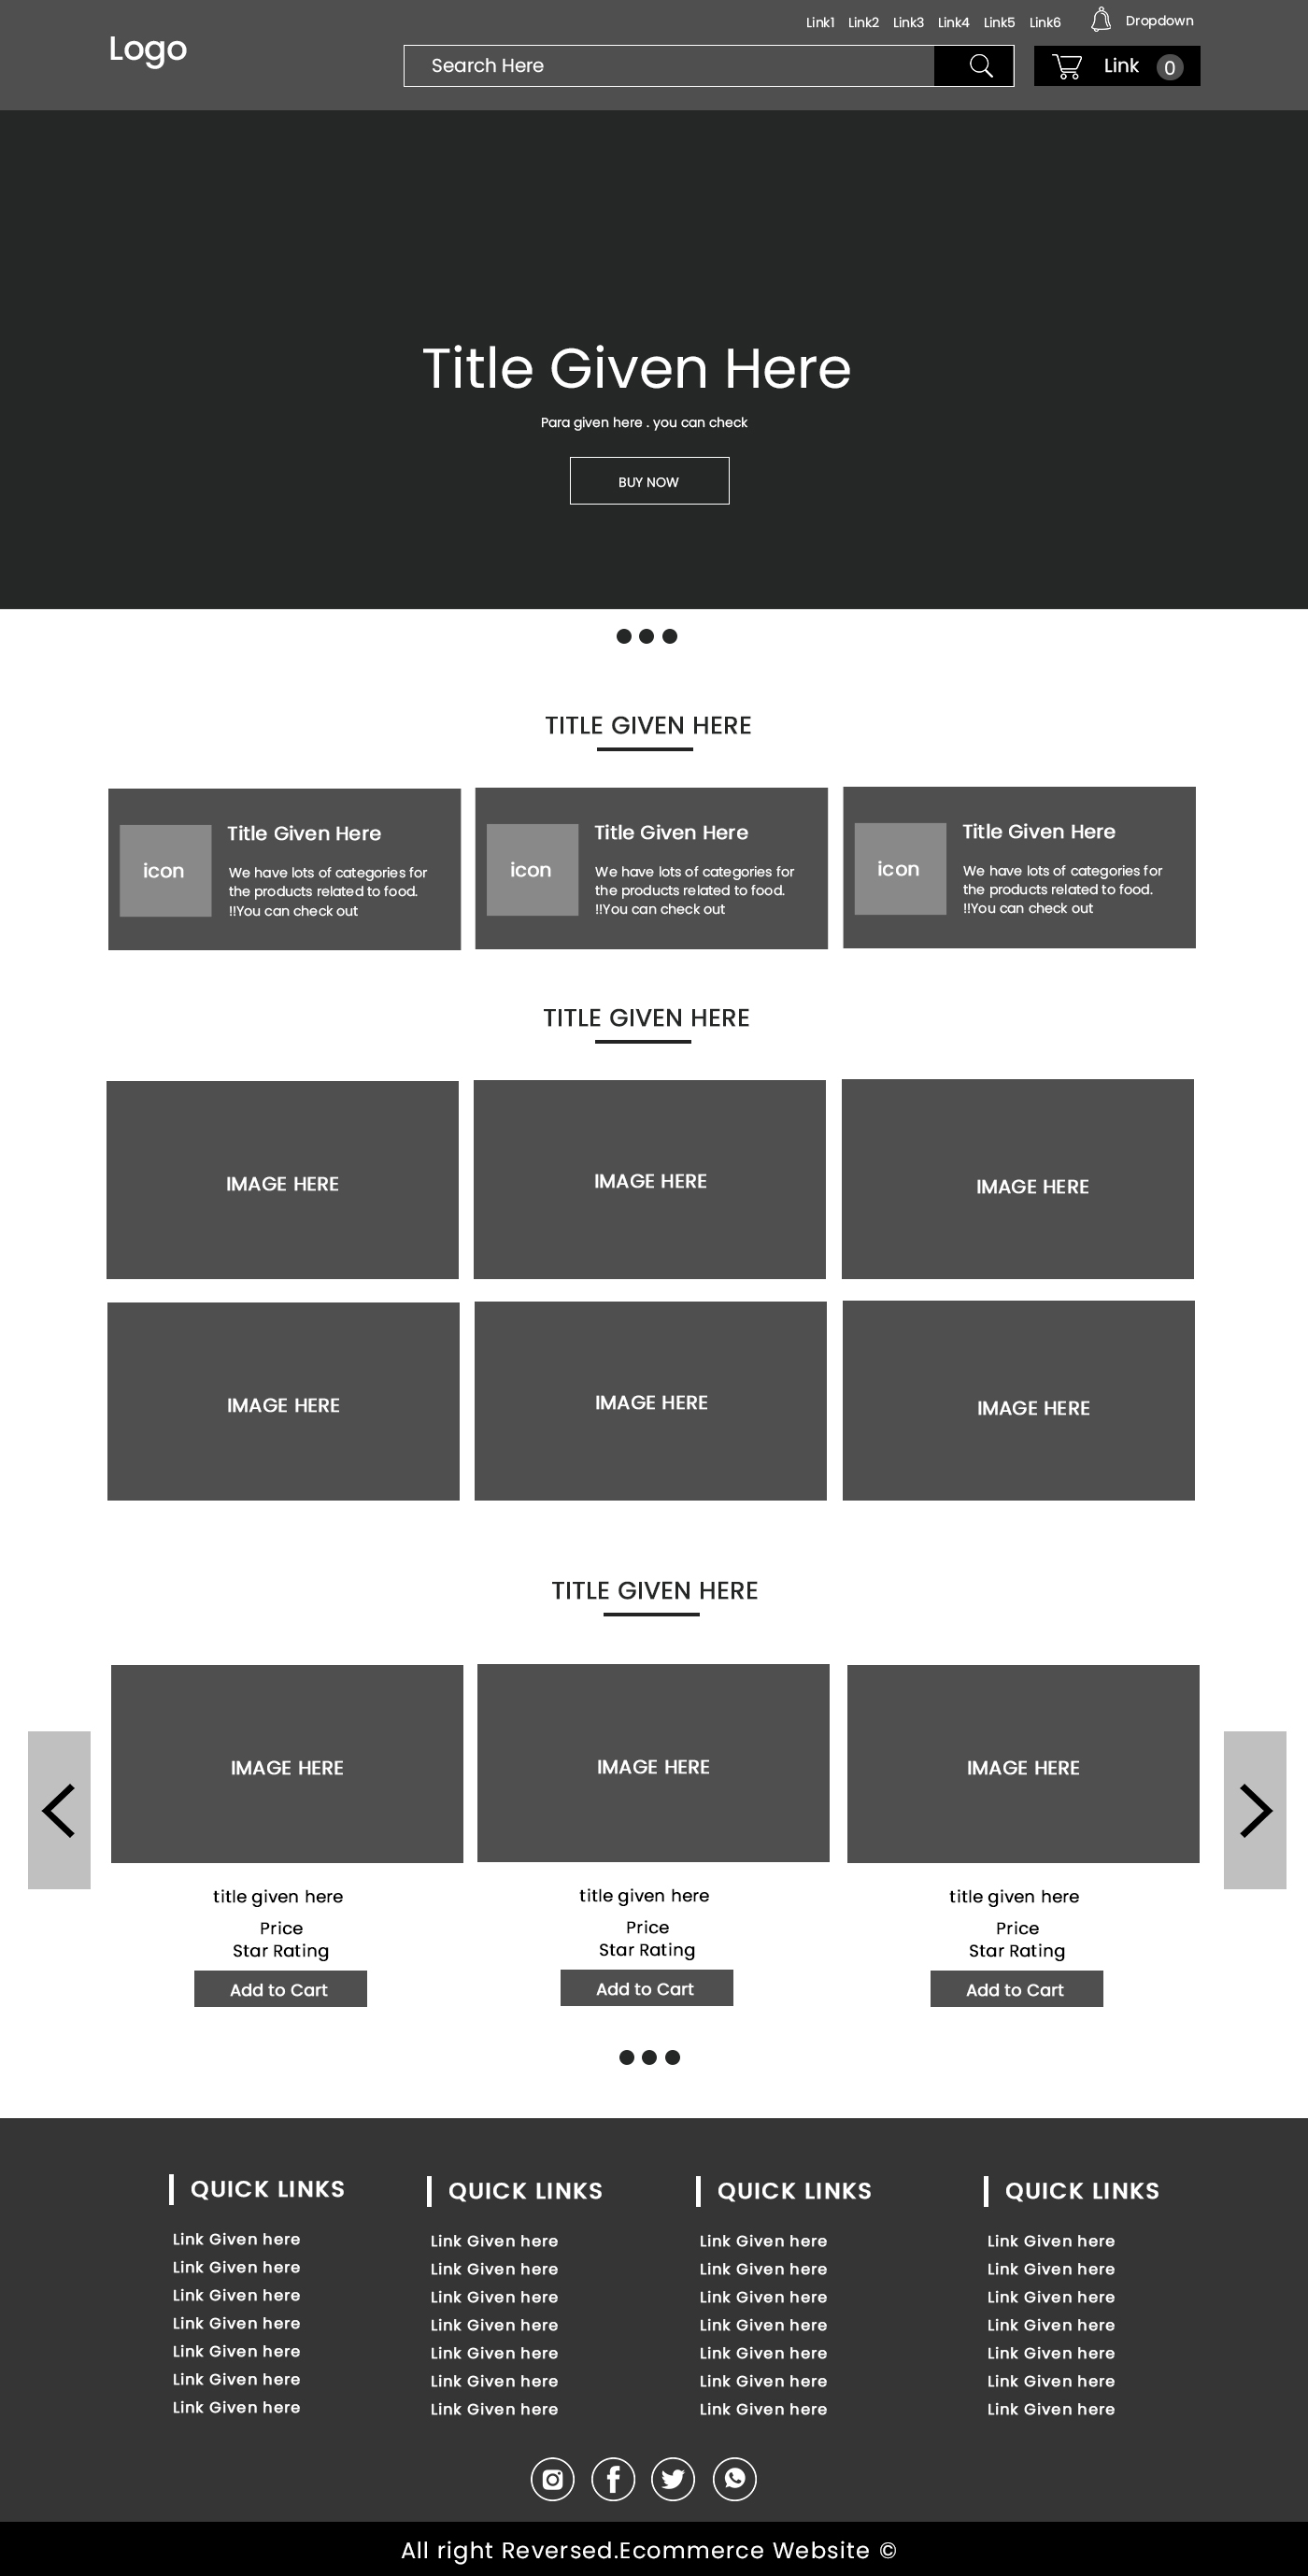 Link1 Link2 Link3 Link4 Link5 Link6 Dropdown
Logo
Search Here
Link 0
Title Given Here
Para given here . you can check
BUY NOW
TITLE GIVEN HERE
icon
Title Given Here
We have lots of categories for
the products related to food.
!!You can check out
icon
Title Given Here
We have lots of categories for
the products related to food.
!!You can check out
icon
Title Given Here
We have lots of categories for
the products related to food.
!!You can check out
TITLE GIVEN HERE
IMAGE HERE
IMAGE HERE
IMAGE HERE
IMAGE HERE
IMAGE HERE
IMAGE HERE
TITLE GIVEN HERE
IMAGE HERE
title given here
Price
Star Rating
Add to Cart
IMAGE HERE
title given here
Price
Star Rating
Add to Cart
IMAGE HERE
title given here
Price
Star Rating
Add to Cart
QUICK LINKS
Link Given here
Link Given here
Link Given here
Link Given here
Link Given here
Link Given here
Link Given here
QUICK LINKS
Link Given here
Link Given here
Link Given here
Link Given here
Link Given here
Link Given here
Link Given here
QUICK LINKS
Link Given here
Link Given here
Link Given here
Link Given here
Link Given here
Link Given here
Link Given here
QUICK LINKS
Link Given here
Link Given here
Link Given here
Link Given here
Link Given here
Link Given here
Link Given here
All right Reversed.Ecommerce Website ©